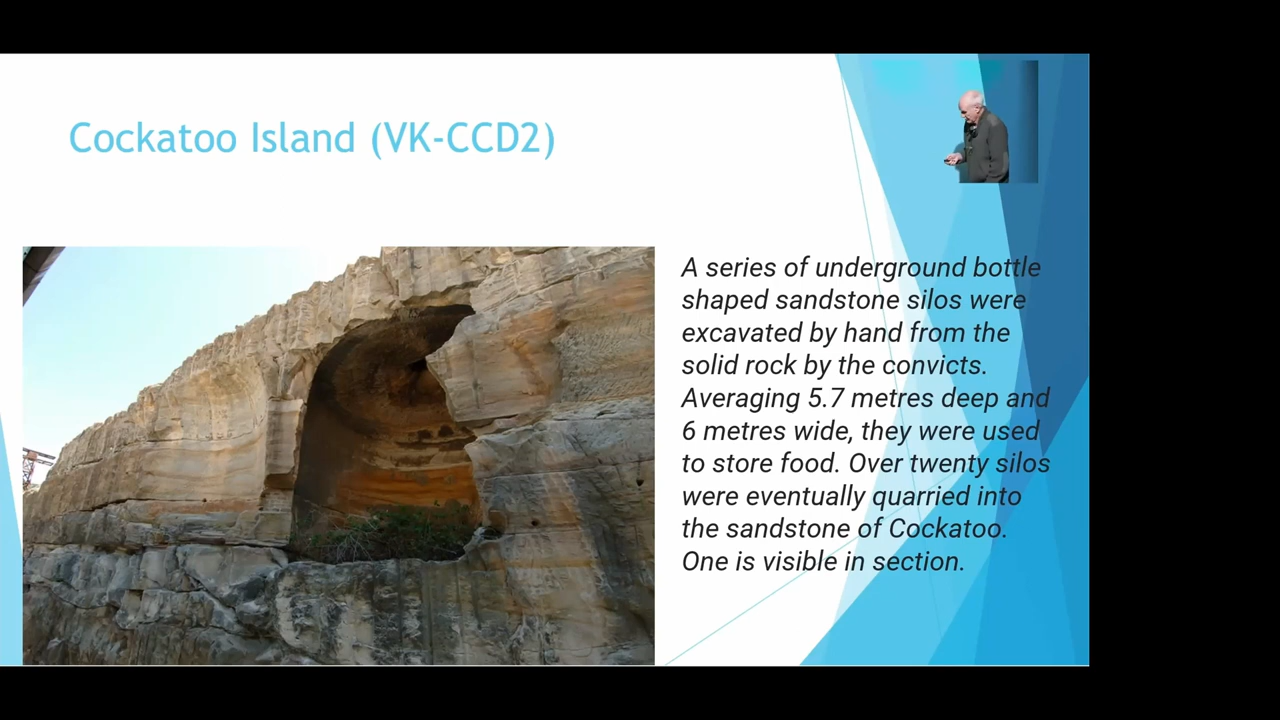 Cockatoo Island (VK-CCD2)
A series of underground bottle
shaped sandstone silos were
excavated by hand from the
solid rock by the convicts.
Averaging 5.7 metres deep and
6 metres wide, they were used
to store food. Over twenty silos
were eventually quarried into
the sandstone of Cockatoo.
One is visible in section.